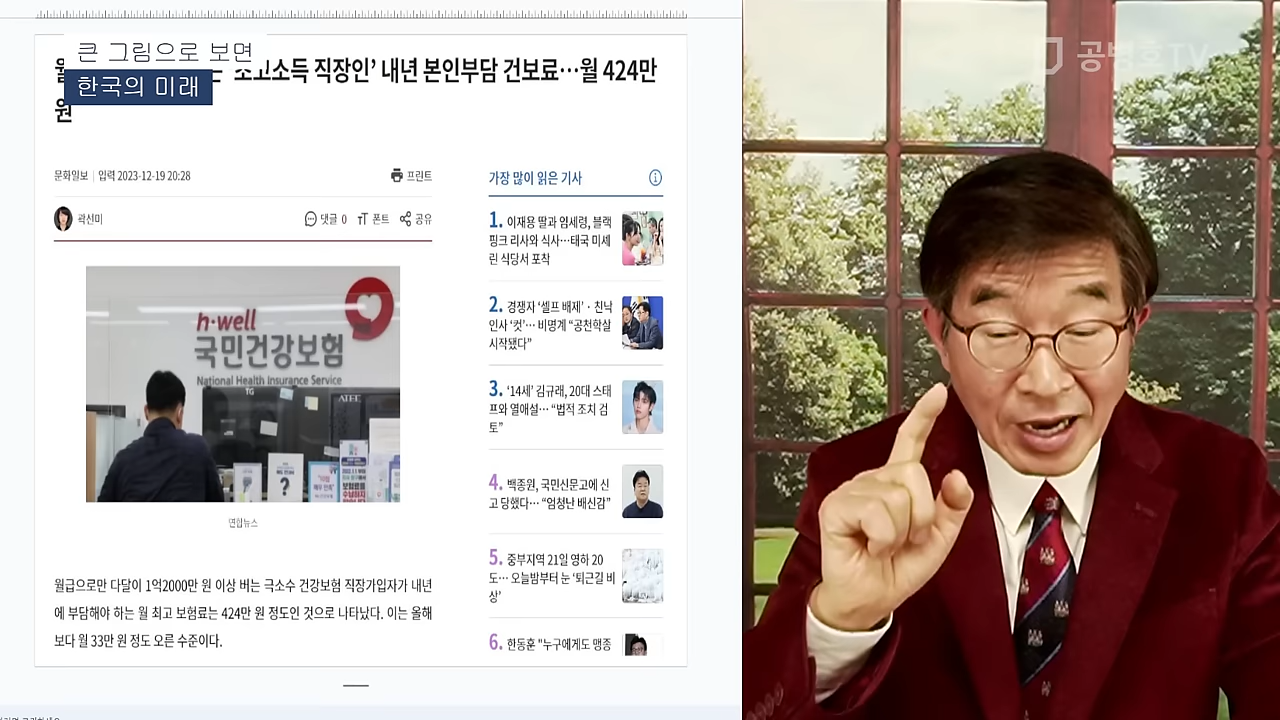 큰 그림으로 보면
한국의 미래
초고소득 직장인’ 내년 본인부담 건보료…월 424만
원
문화일보 입력 2023-12-19 20:28
프린트
곽선미
댓글 0 TT 폰트 공유
h·well
국민건강보험
National Health Insurance Service
TG
ATEC
?
연합뉴스
월급으로만 다달이 1억2000만 원 이상 버는 극소수 건강보험 직장가입자가 내년
에 부담해야 하는 월 최고 보험료는 424만 원 정도인 것으로 나타났다. 이는 올해
보다 월 33만 원 정도 오른 수준이다.
가장 많이 읽은 기사
1. 이재용 딸과 임세령, 블랙
핑크 리사와 식사…태국 미셰
린 식당서 포착
2. 경쟁자 ‘셀프 배제’· 친낙
인사 ‘컷’… 비명계 “공천학살
시작됐다”
3. ‘14세’ 김규래, 20대 스태
프와 열애설… “법적 조치 검
토”
4. 백종원, 국민신문고에 신
고 당했다… “엄청난 배신감”
5. 중부지역 21일 영하 20
도… 오늘밤부터 눈 ‘퇴근길 비
상’
6. 한동훈 "누구에게도 맹종
공병호TV